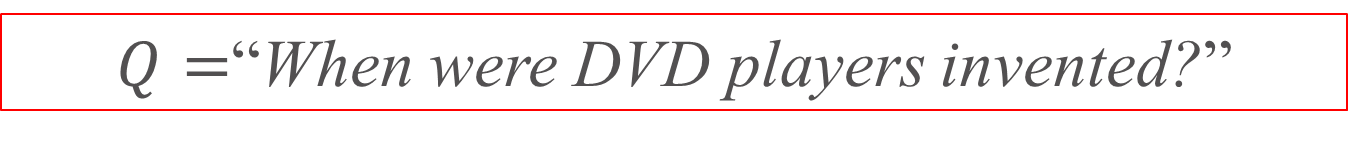 Q =“When were DVD players invented?”